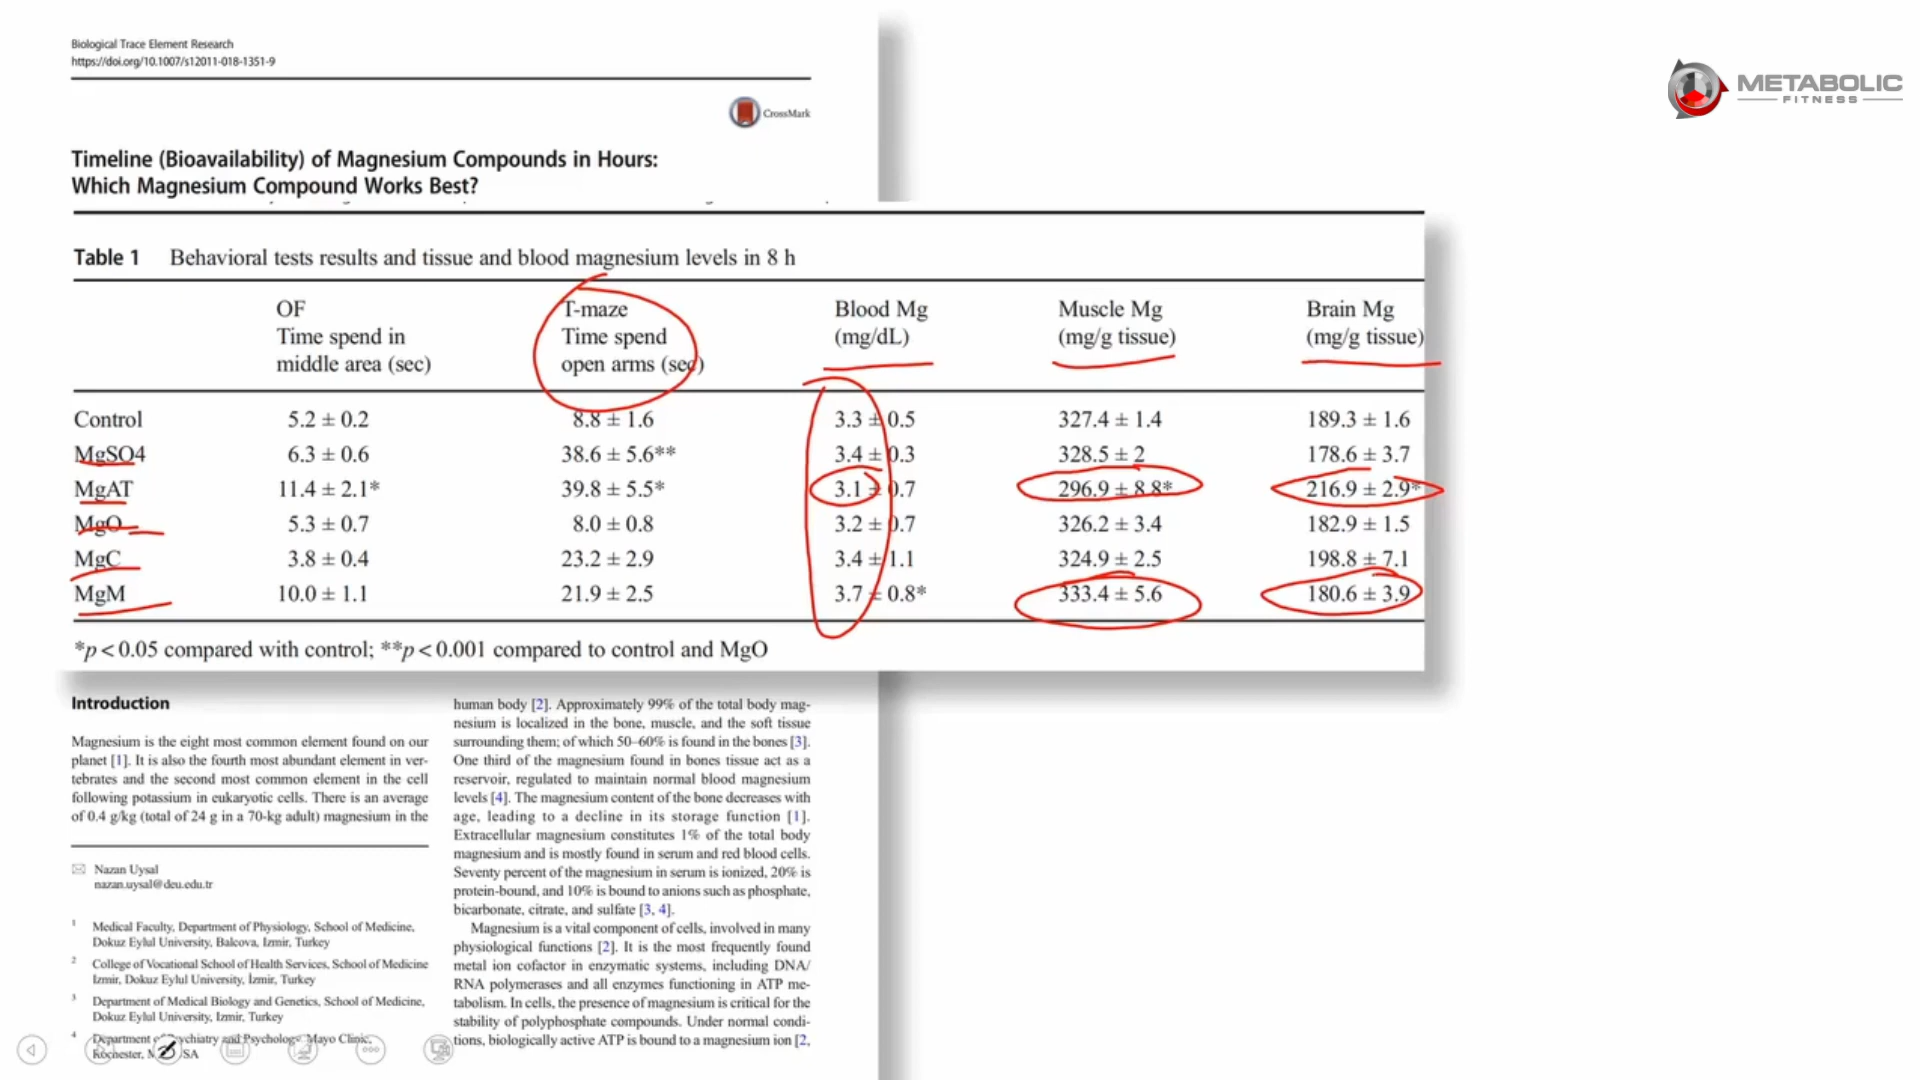 Biological Trace Element Research
https://doi.org/10.1007/s12011-018-1351-9
METABOLIC
FITNESS
CrossMark
Timeline (Bioavailability) of Magnesium Compounds in Hours:
Which Magnesium Compound Works Best?
Table 1 Behavioral tests results and tissue and blood magnesium levels in 8 h
OF T-maze Blood Mg Muscle Mg Brain Mg
Time spend in Time spend (mg/dL) (mg/g tissue) (mg/g tissue)
middle area (sec) open arms (sec)
Control 5.2 ± 0.2 8.8 ± 1.6 3.3 ± 0.5 327.4 ± 1.4 189.3 ± 1.6
MgSO4 6.3 ± 0.6 38.6 ± 5.6** 3.4 ± 0.3 328.5 ± 2 178.6 ± 3.7
MgAT 11.4 ± 2.1* 39.8 ± 5.5* 3.1 ± 0.7 296.9 ± 8.8* 216.9 ± 2.9*
MgO 5.3 ± 0.7 8.0 ± 0.8 3.2 ± 0.7 326.2 ± 3.4 182.9 ± 1.5
MgC 3.8 ± 0.4 23.2 ± 2.9 3.4 ± 1.1 324.9 ± 2.5 198.8 ± 7.1
MgM 10.0 ± 1.1 21.9 ± 2.5 3.7 ± 0.8* 333.4 ± 5.6 180.6 ± 3.9
*p < 0.05 compared with control; **p < 0.001 compared to control and MgO
Introduction
Magnesium is the eight most common element found on our
planet [1]. It is also the fourth most abundant element in ver-
tebrates and the second most common element in the cell
following potassium in eukaryotic cells. There is an average
of 0.4 g/kg (total of 24 g in a 70-kg adult) magnesium in the
Nazan Uysal
nazan.uysal@deu.edu.tr
1 Medical Faculty, Department of Physiology, School of Medicine,
Dokuz Eylul University, Balcova, Izmir, Turkey
2 College of Vocational School of Health Services, School of Medicine
Izmir, Dokuz Eylul University, İzmir, Turkey
3 Department of Medical Biology and Genetics, School of Medicine,
Dokuz Eylul University, Izmir, Turkey
4 Department Psychiatry and Psychology Mayo Clinic,
Rochester,
human body [2]. Approximately 99% of the total body mag-
nesium is localized in the bone, muscle, and the soft tissue
surrounding them; of which 50–60% is found in the bones [3].
One third of the magnesium found in bones tissue act as a
reservoir, regulated to maintain normal blood magnesium
levels [4]. The magnesium content of the bone decreases with
age, leading to a decline in its storage function [1].
Extracellular magnesium constitutes 1% of the total body
magnesium and is mostly found in serum and red blood cells.
Seventy percent of the magnesium in serum is ionized, 20% is
protein-bound, and 10% is bound to anions such as phosphate,
bicarbonate, citrate, and sulfate [3, 4].
Magnesium is a vital component of cells, involved in many
physiological functions [2]. It is the most frequently found
metal ion cofactor in enzymatic systems, including DNA/
RNA polymerases and all enzymes functioning in ATP me-
tabolism. In cells, the presence of magnesium is critical for the
stability of polyphosphate compounds. Under normal condi-
tions, biologically active ATP is bound to a magnesium ion [2,